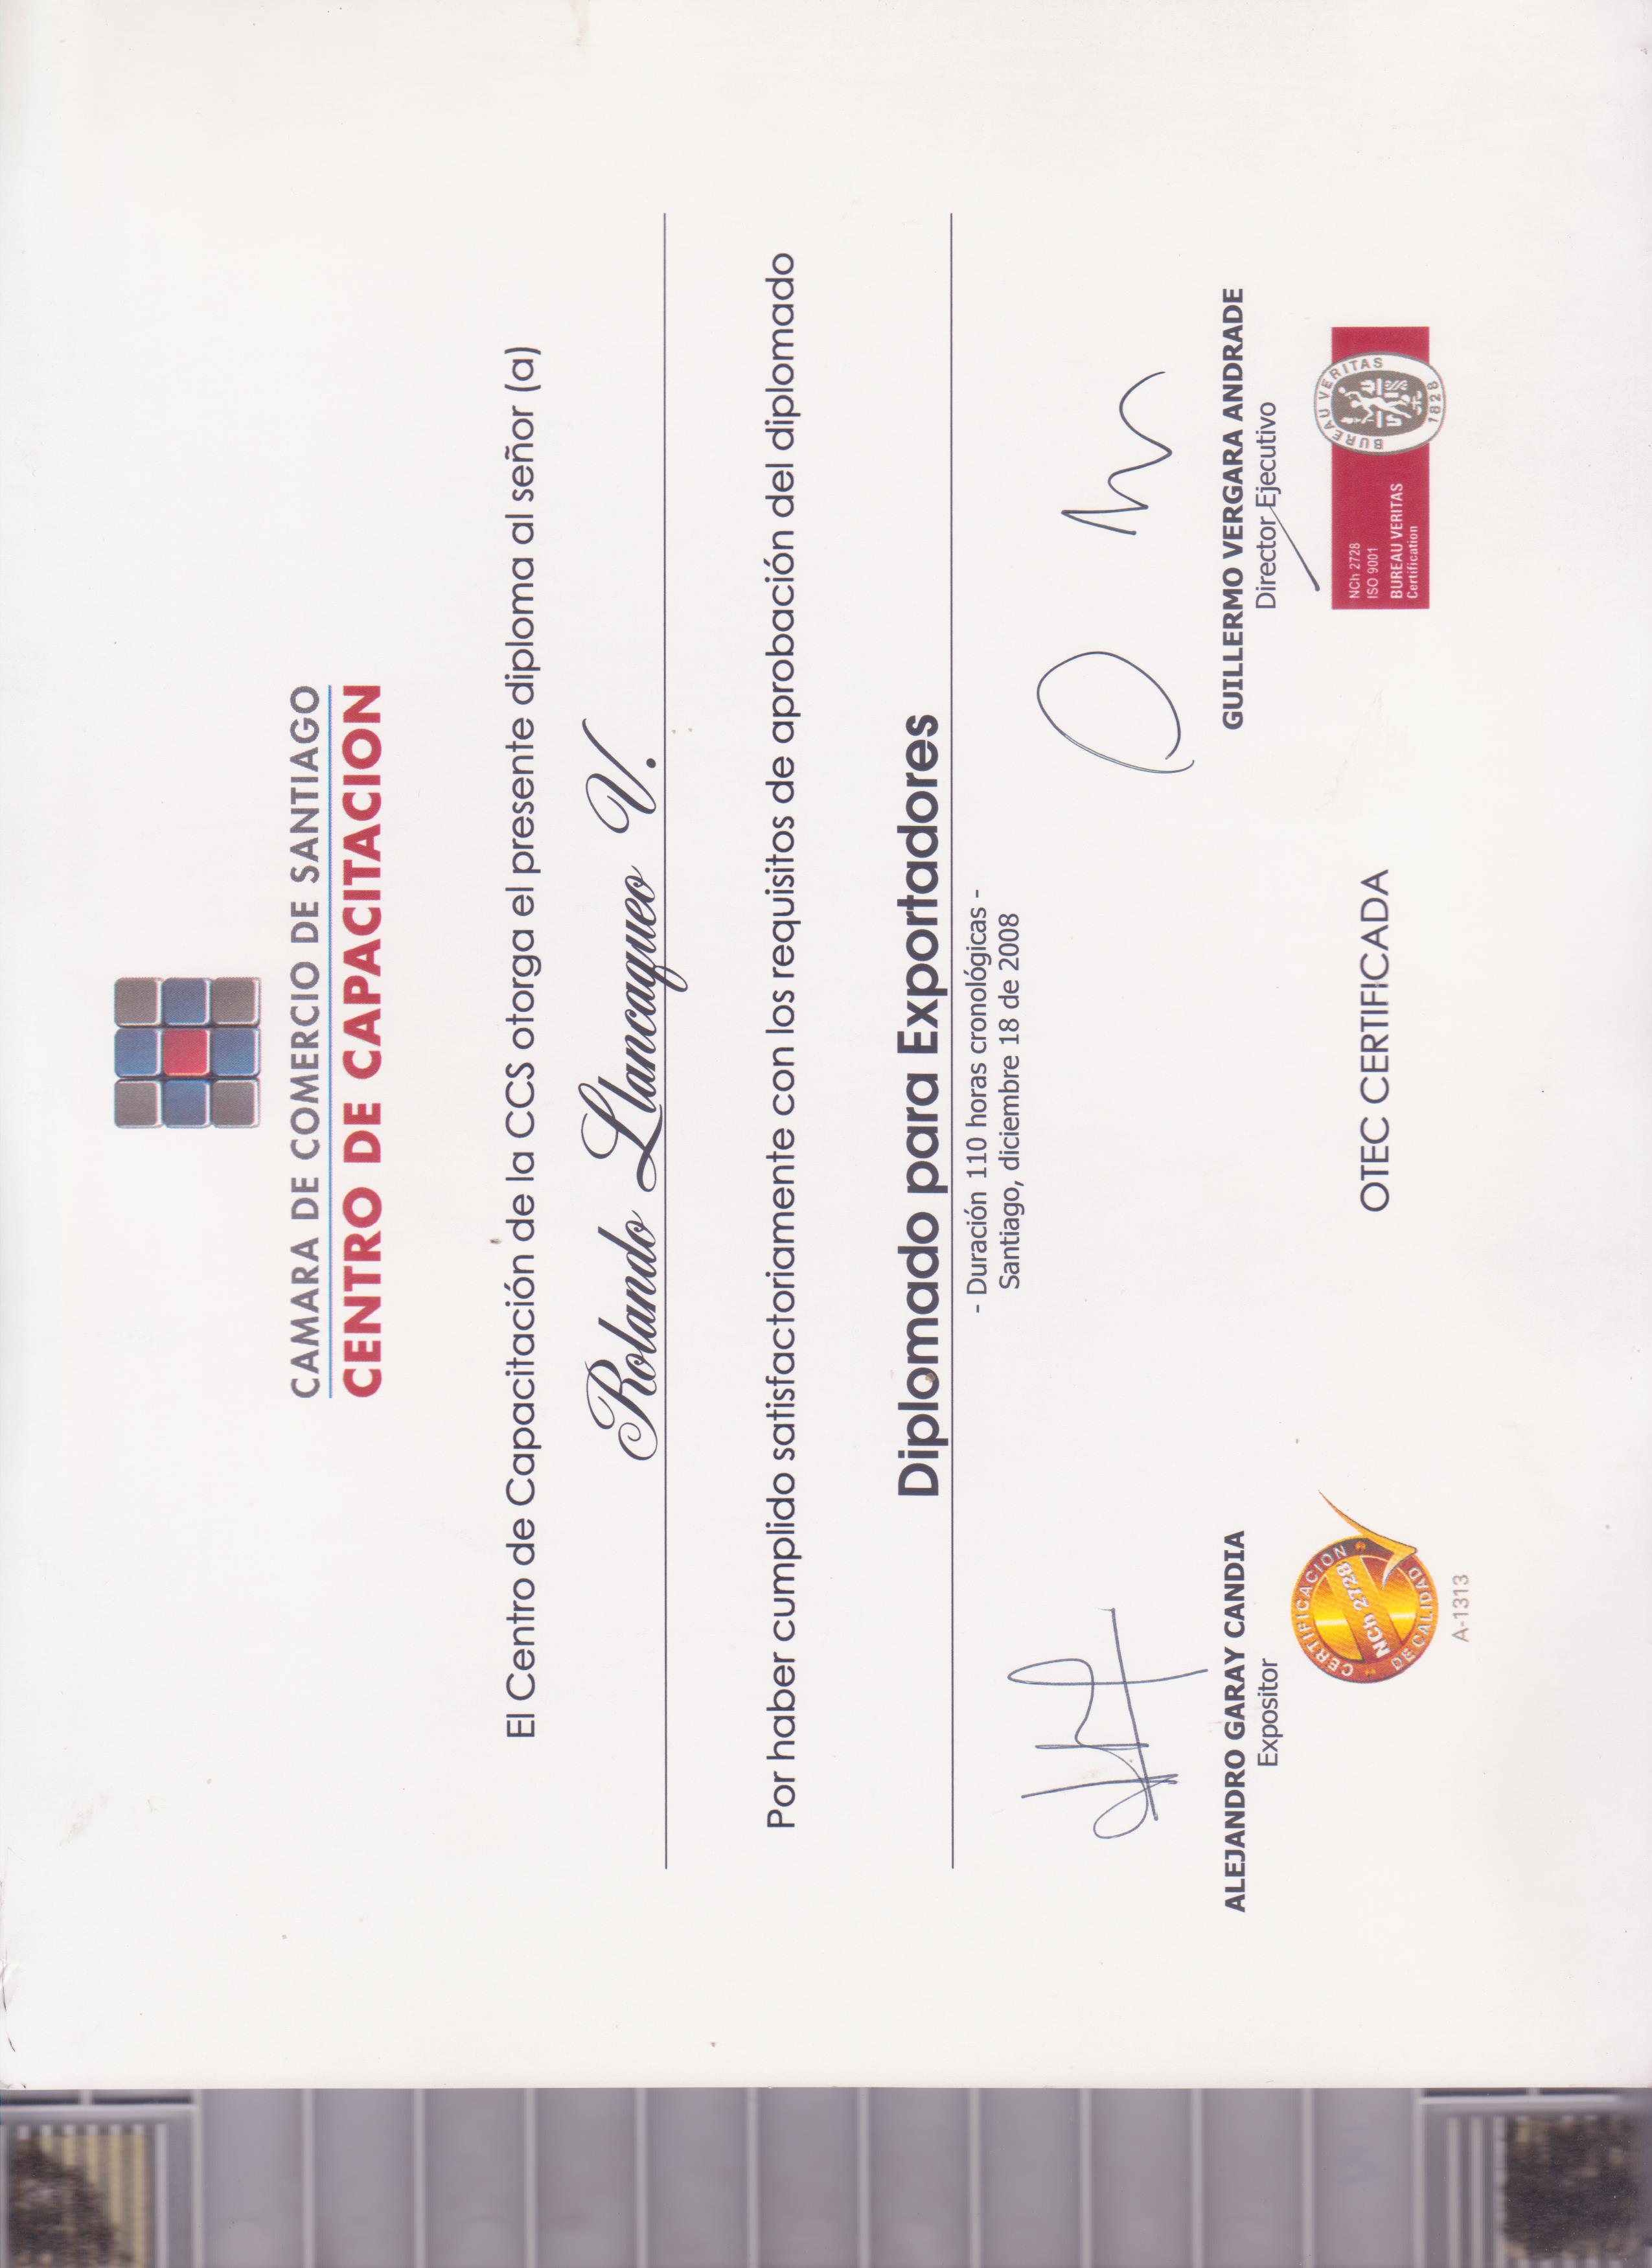 CAMARA DE COMERCIO DE SANTIAGO
CENTRO DE CAPACITACION
El Centro de Capacitación de la CCS otorga el presente diploma al señor (a)
Rolando Llancaqueo V.
Por haber cumplido satisfactoriamente con los requisitos de aprobación del diplomado
Diplomado para Exportadores
- Duración 110 horas cronológicas -
Santiago, diciembre 18 de 2008
ALEJANDRO GARAY CANDIA
Expositor
GUILLERMO VERGARA ANDRADE
Director Ejecutivo
CERTIFICACION
NCh 2728
DE CALIDAD
A-1313
OTEC CERTIFICADA
NCh 2728
ISO 9001
BUREAU VERITAS
Certification
BUREAU VERITAS
1828